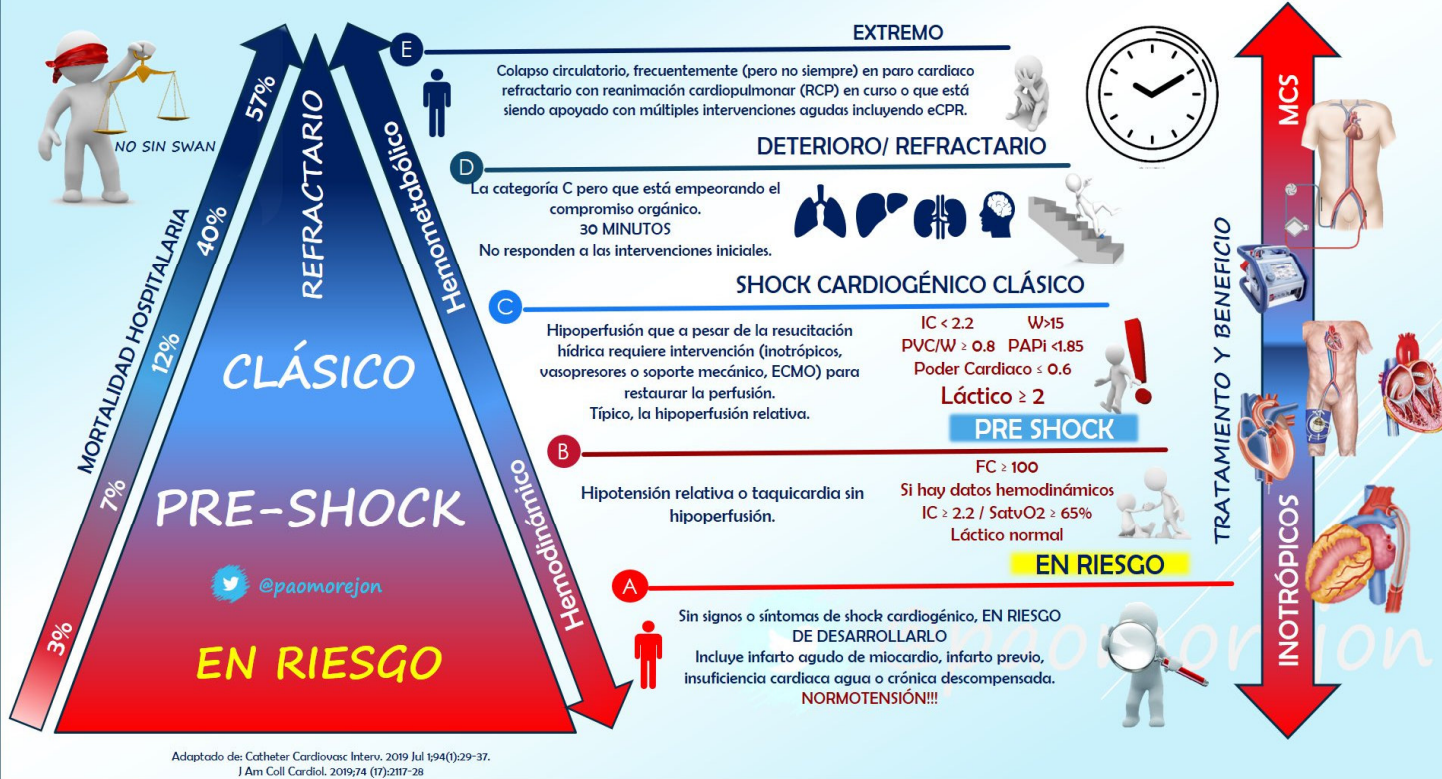 NO SIN SWAN
MORTALIDAD HOSPITALARIA
57%
40%
12%
7%
3%
REFRACTARIO
CLÁSICO
PRE-SHOCK
@paomorejon
EN RIESGO
Hemometabólico
Hemodinámico
E
EXTREMO
Colapso circulatorio, frecuentemente (pero no siempre) en paro cardiaco
refractario con reanimación cardiopulmonar (RCP) en curso o que está
siendo apoyado con múltiples intervenciones agudas incluyendo eCPR.
D
DETERIORO/ REFRACTARIO
La categoría C pero que está empeorando el
compromiso orgánico.
30 MINUTOS
No responden a las intervenciones iniciales.
C
SHOCK CARDIOGÉNICO CLÁSICO
Hipoperfusión que a pesar de la resucitación
hídrica requiere intervención (inotrópicos,
vasopresores o soporte mecánico, ECMO) para
restaurar la perfusión.
Típico, la hipoperfusión relativa.
IC < 2.2 W>15
PVC/W ≥ 0.8 PAPi <1.85
Poder Cardiaco ≤ 0.6
Láctico ≥ 2
PRE SHOCK
B
Hipotensión relativa o taquicardia sin
hipoperfusión.
FC ≥ 100
Si hay datos hemodinámicos
IC ≥ 2.2 / SatvO2 ≥ 65%
Láctico normal
EN RIESGO
A
Sin signos o síntomas de shock cardiogénico, EN RIESGO
DE DESARROLLARLO
Incluye infarto agudo de miocardio, infarto previo,
insuficiencia cardiaca agua o crónica descompensada.
NORMOTENSIÓN!!!
TRATAMIENTO Y BENEFICIO
MCS
INOTRÓPICOS
@paomorejon
Adaptado de: Catheter Cardiovasc Interv. 2019 Jul 1;94(1):29-37.
J Am Coll Cardiol. 2019;74 (17):2117-28